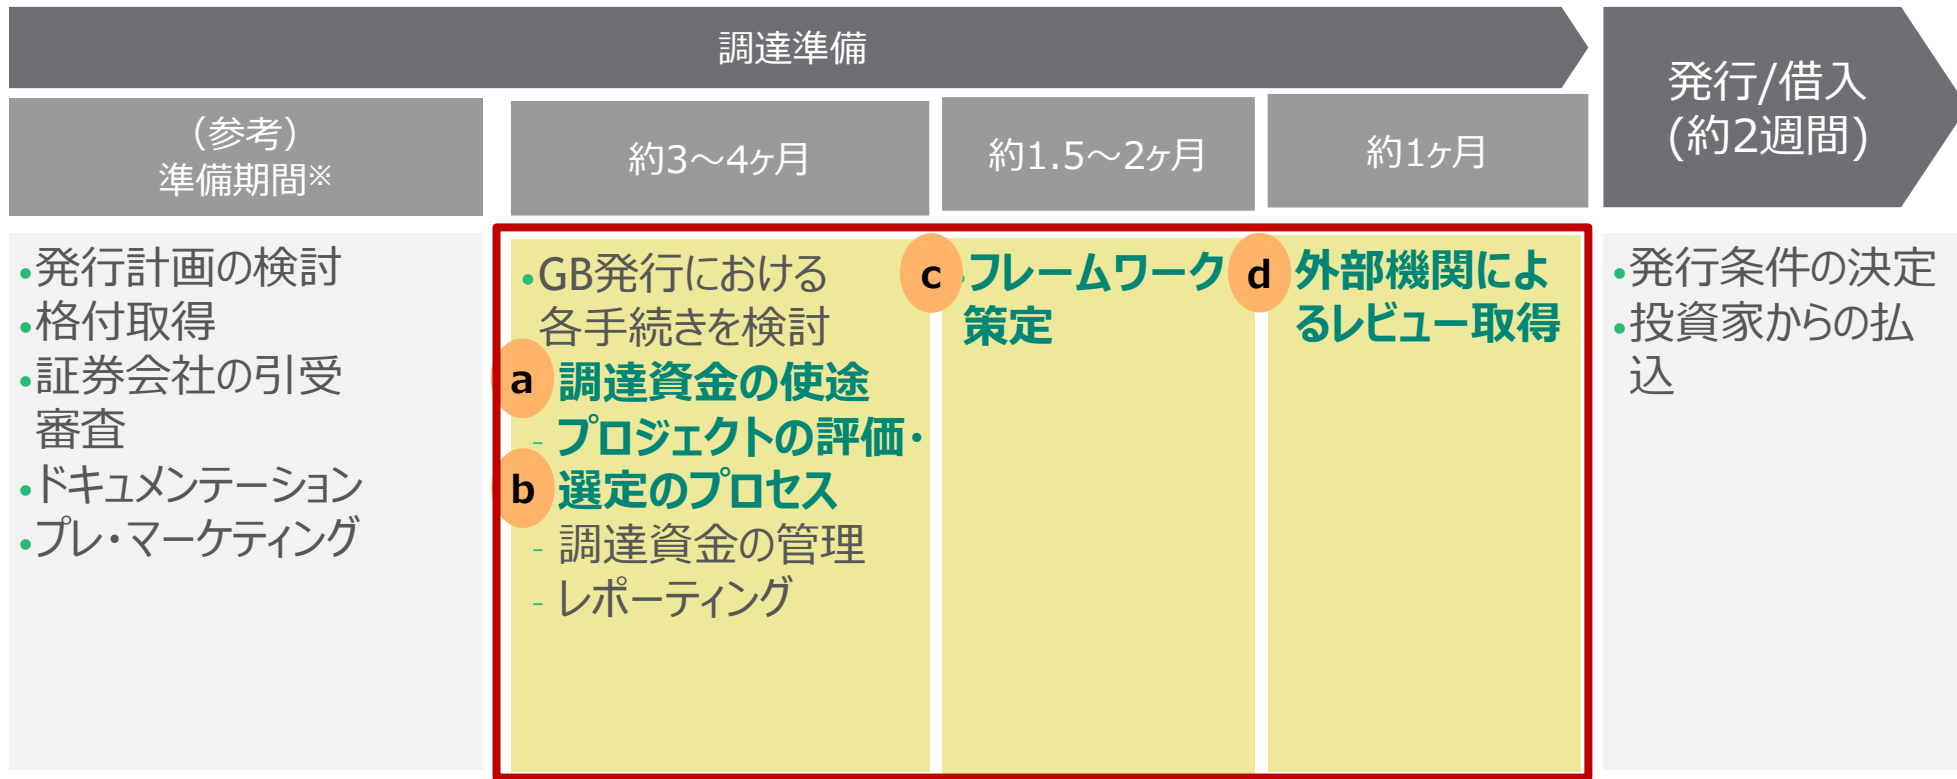 調達準備
発行/借入
(約2週間)
（参考）
準備期間※
約3～4ヶ月
約1.5～2ヶ月
約1ヶ月
•発行計画の検討
•格付取得
•証券会社の引受
審査
•ドキュメンテーション
•プレ・マーケティング
•GB発行における
各手続きを検討
a 調達資金の使途
- プロジェクトの評価・
b 選定のプロセス
- 調達資金の管理
- レポーティング
c •フレームワーク
策定
d 外部機関によ
るレビュー取得
•発行条件の決定
•投資家からの払
込